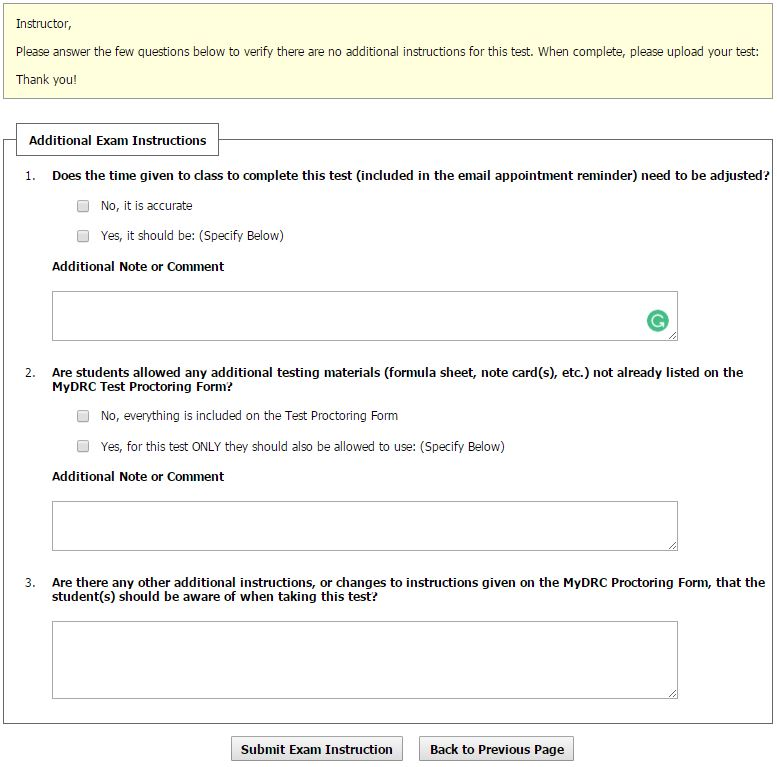 Instructor,
Please answer the few questions below to verify there are no additional instructions for this test. When complete, please upload your test:
Thank you!
Additional Exam Instructions
1. Does the time given to class to complete this test (included in the email appointment reminder) need to be adjusted?
No, it is accurate
Yes, it should be: (Specify Below)
Additional Note or Comment
2. Are students allowed any additional testing materials (formula sheet, note card(s), etc.) not already listed on the
MyDRC Test Proctoring Form?
No, everything is included on the Test Proctoring Form
Yes, for this test ONLY they should also be allowed to use: (Specify Below)
Additional Note or Comment
3. Are there any other additional instructions, or changes to instructions given on the MyDRC Proctoring Form, that the
student(s) should be aware of when taking this test?
Submit Exam Instruction
Back to Previous Page